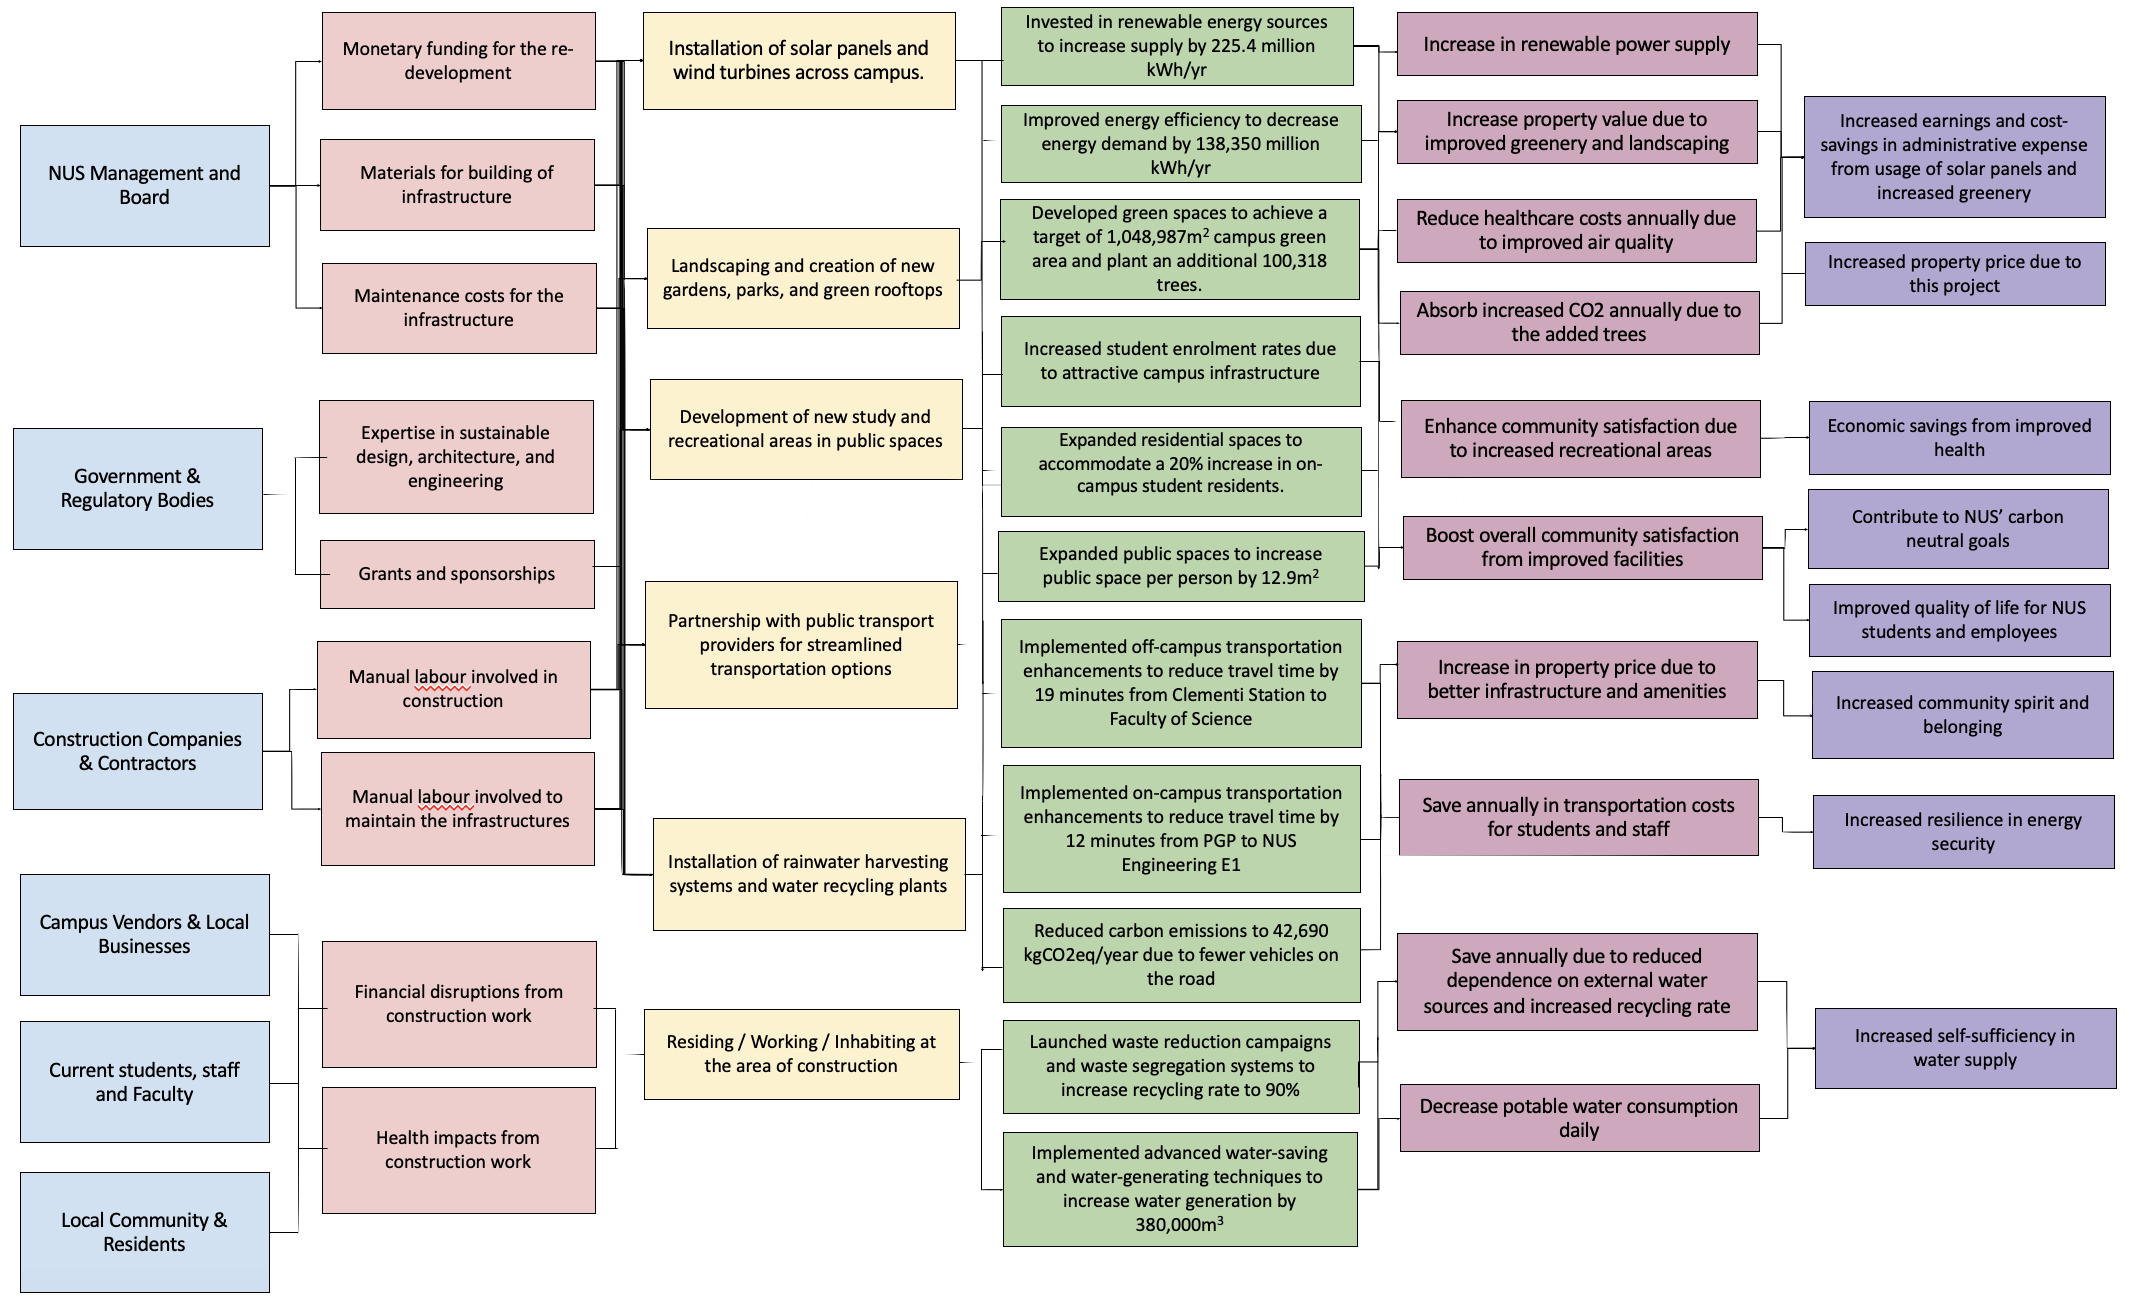 NUS Management and
Board
Government &
Regulatory Bodies
Construction Companies
& Contractors
Campus Vendors & Local
Businesses
Current students, staff
and Faculty
Local Community &
Residents
Monetary funding for the re-
development
Materials for building of
infrastructure
Maintenance costs for the
infrastructure
Expertise in sustainable
design, architecture, and
engineering
Grants and sponsorships
Manual labour involved in
construction
Manual labour involved to
maintain the infrastructures
Financial disruptions from
construction work
Health impacts from
construction work
Installation of solar panels and
wind turbines across campus.
Landscaping and creation of new
gardens, parks, and green rooftops
Development of new study and
recreational areas in public spaces
Partnership with public transport
providers for streamlined
transportation options
Installation of rainwater harvesting
systems and water recycling plants
Residing / Working / Inhabiting at
the area of construction
Invested in renewable energy sources
to increase supply by 225.4 million
kWh/yr
Improved energy efficiency to decrease
energy demand by 138,350 million
kWh/yr
Developed green spaces to achieve a
target of 1,048,987m² campus green
area and plant an additional 100,318
trees.
Increased student enrolment rates due
to attractive campus infrastructure
Expanded residential spaces to
accommodate a 20% increase in on-
campus student residents.
Expanded public spaces to increase
public space per person by 12.9m²
Implemented off-campus transportation
enhancements to reduce travel time by
19 minutes from Clementi Station to
Faculty of Science
Implemented on-campus transportation
enhancements to reduce travel time by
12 minutes from PGP to NUS
Engineering E1
Reduced carbon emissions to 42,690
kgCO2eq/year due to fewer vehicles on
the road
Launched waste reduction campaigns
and waste segregation systems to
increase recycling rate to 90%
Implemented advanced water-saving
and water-generating techniques to
increase water generation by
380,000m³
Increase in renewable power supply
Increase property value due to
improved greenery and landscaping
Reduce healthcare costs annually due
to improved air quality
Absorb increased CO2 annually due to
the added trees
Enhance community satisfaction due
to increased recreational areas
Boost overall community satisfaction
from improved facilities
Increase in property price due to
better infrastructure and amenities
Save annually in transportation costs
for students and staff
Save annually due to reduced
dependence on external water
sources and increased recycling rate
Decrease potable water consumption
daily
Increased earnings and cost-
savings in administrative expense
from usage of solar panels and
increased greenery
Increased property price due to
this project
Economic savings from improved
health
Contribute to NUS’ carbon
neutral goals
Improved quality of life for NUS
students and employees
Increased community spirit and
belonging
Increased resilience in energy
security
Increased self-sufficiency in
water supply